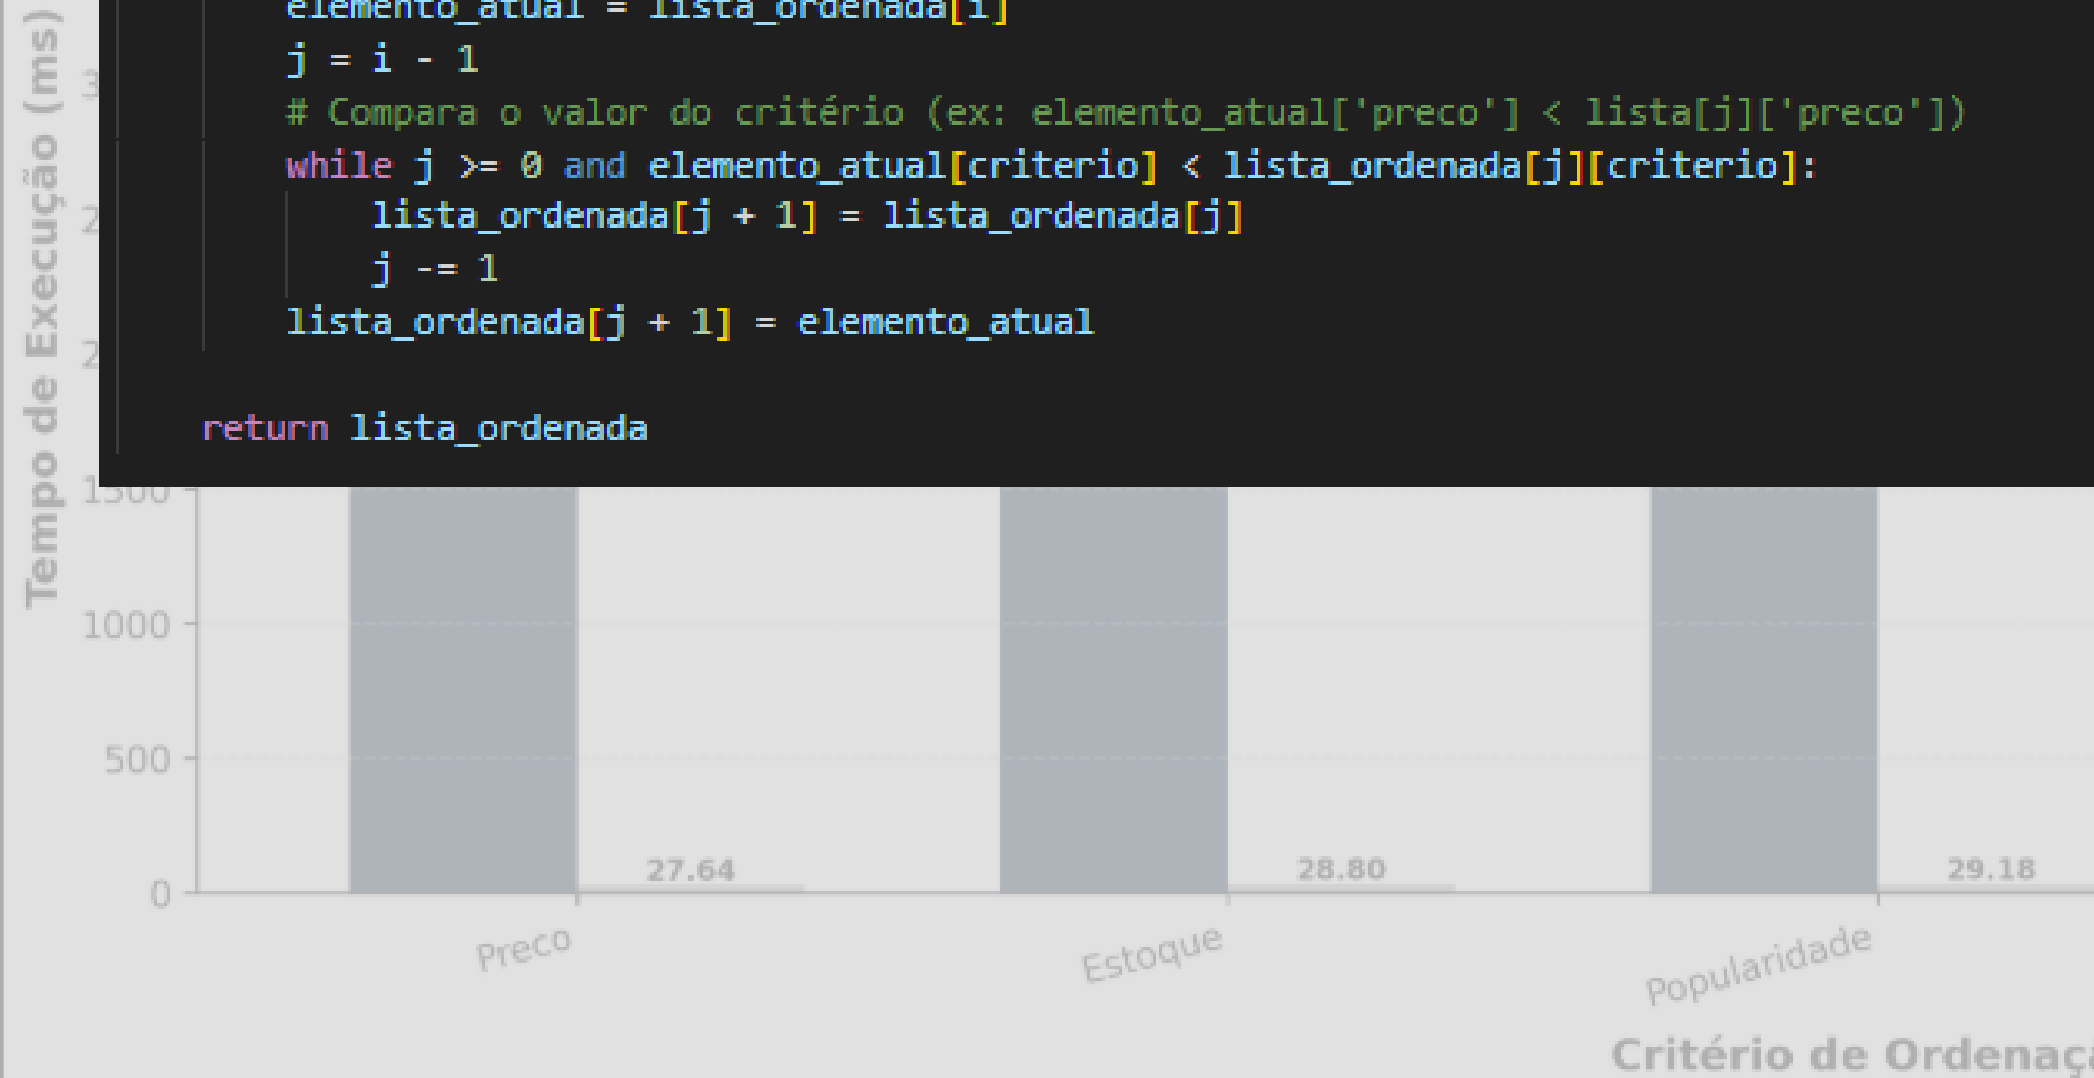 elemento_atual = lista_ordenada[i]
j = i - 1
# Compara o valor do critério (ex: elemento_atual['preco'] < lista[j]['preco'])
while j >= 0 and elemento_atual[criterio] < lista_ordenada[j][criterio]:
lista_ordenada[j + 1] = lista_ordenada[j]
j -= 1
lista_ordenada[j + 1] = elemento_atual
return lista_ordenada
Tempo de Execução (ms)
1500
1000
500
0
27.64
28.80
29.18
Preco
Estoque
Popularidade
Critério de